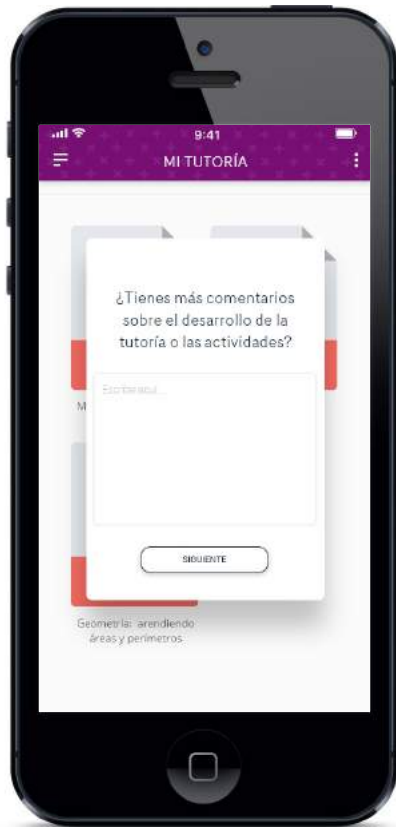 9:41
MI TUTORÍA
¿Tienes más comentarios
sobre el desarrollo de la
tutoría o las actividades?
Escribe aquí...
M
SIGUIENTE
Geometría: arendiendo
áreas y perímetros